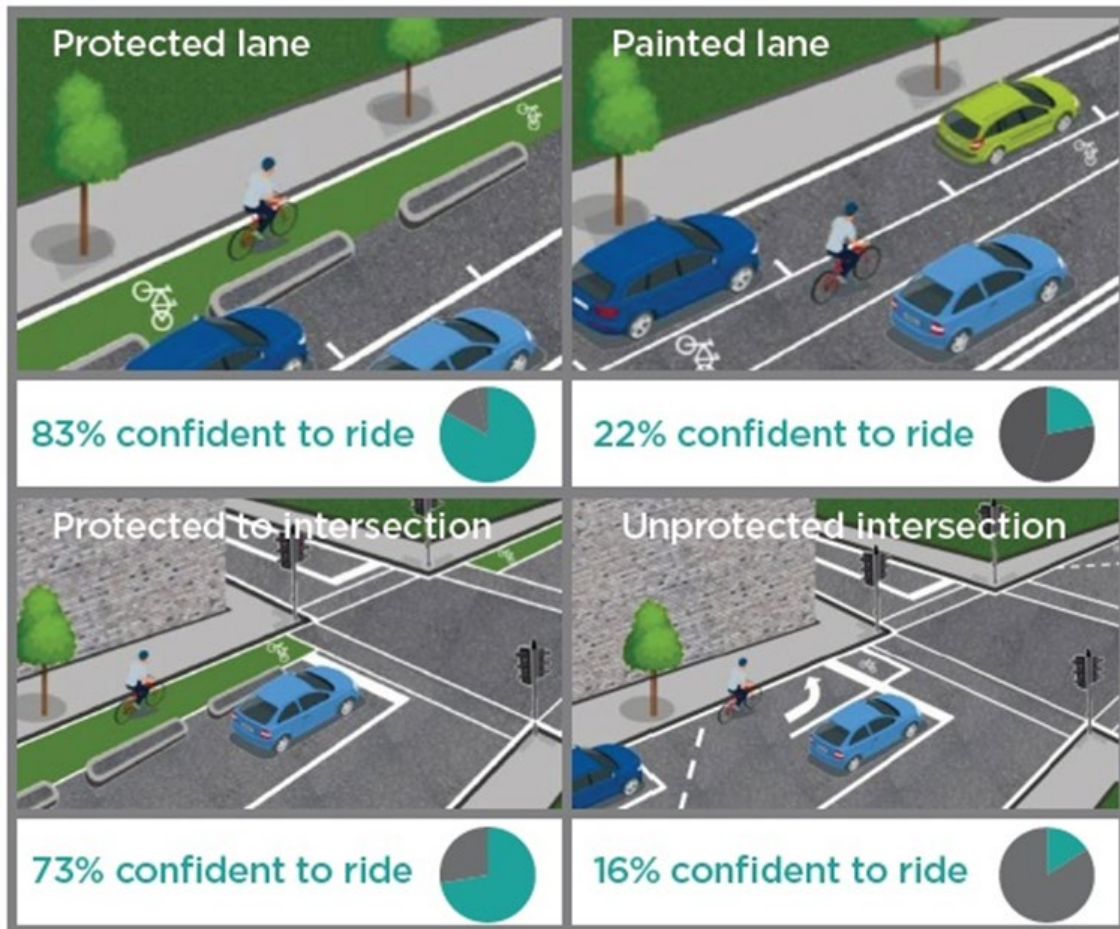 Protected lane
Painted lane
83% confident to ride
22% confident to ride
Protected to intersection
Unprotected intersection
73% confident to ride
16% confident to ride